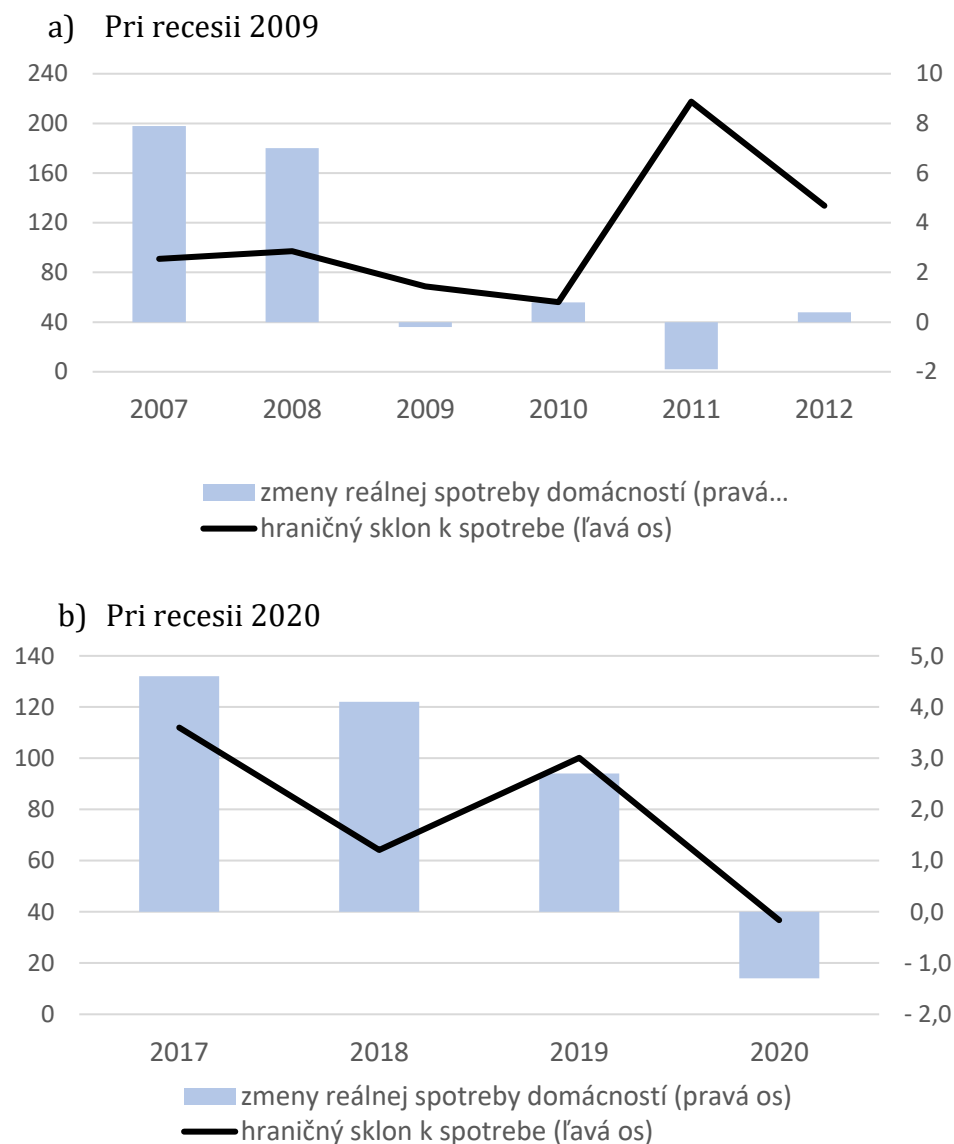 a) Pri recesii 2009
240 10
200 8
160 6
120 4
80 2
40 0
0 -2
2007 2008 2009 2010 2011 2012
zmeny reálnej spotreby domácností (pravá...
hraničný sklon k spotrebe (ľavá os)
b) Pri recesii 2020
140 5,0
120 4,0
100 3,0
80 2,0
60 1,0
40 0,0
20 - 1,0
0 - 2,0
2017 2018 2019 2020
zmeny reálnej spotreby domácností (pravá os)
hraničný sklon k spotrebe (ľavá os)